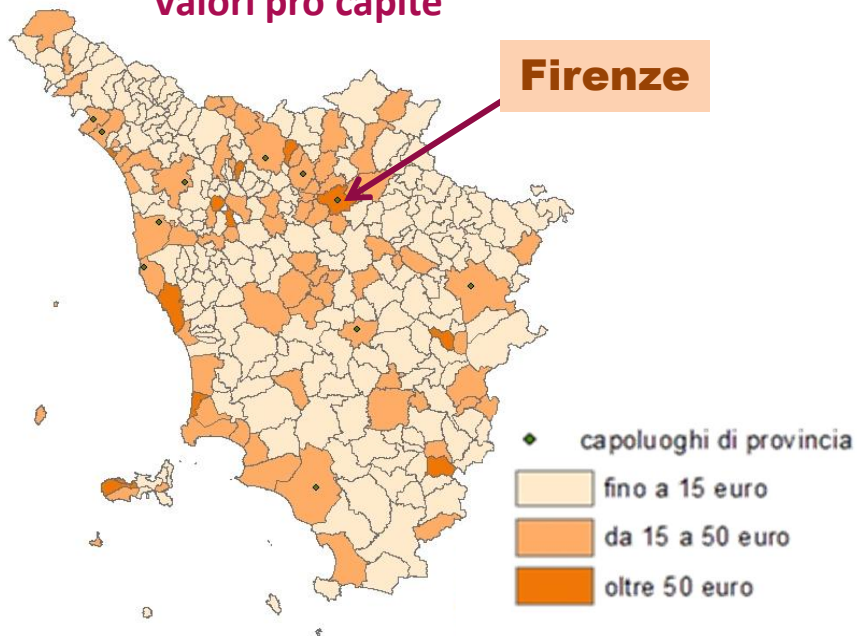 valori pro capite
Firenze
capoluoghi di provincia
fino a 15 euro
da 15 a 50 euro
oltre 50 euro